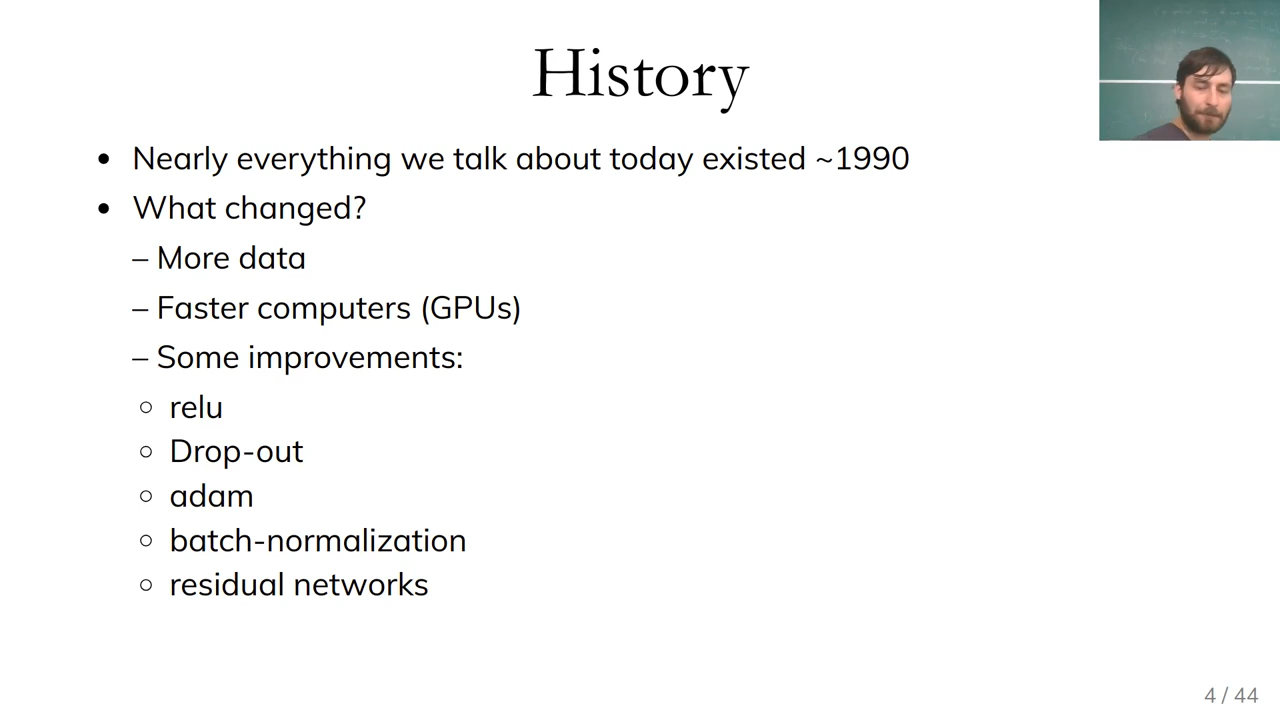 History
• Nearly everything we talk about today existed ~1990
• What changed?
– More data
– Faster computers (GPUs)
– Some improvements:
○ relu
○ Drop-out
○ adam
○ batch-normalization
○ residual networks
4 / 44